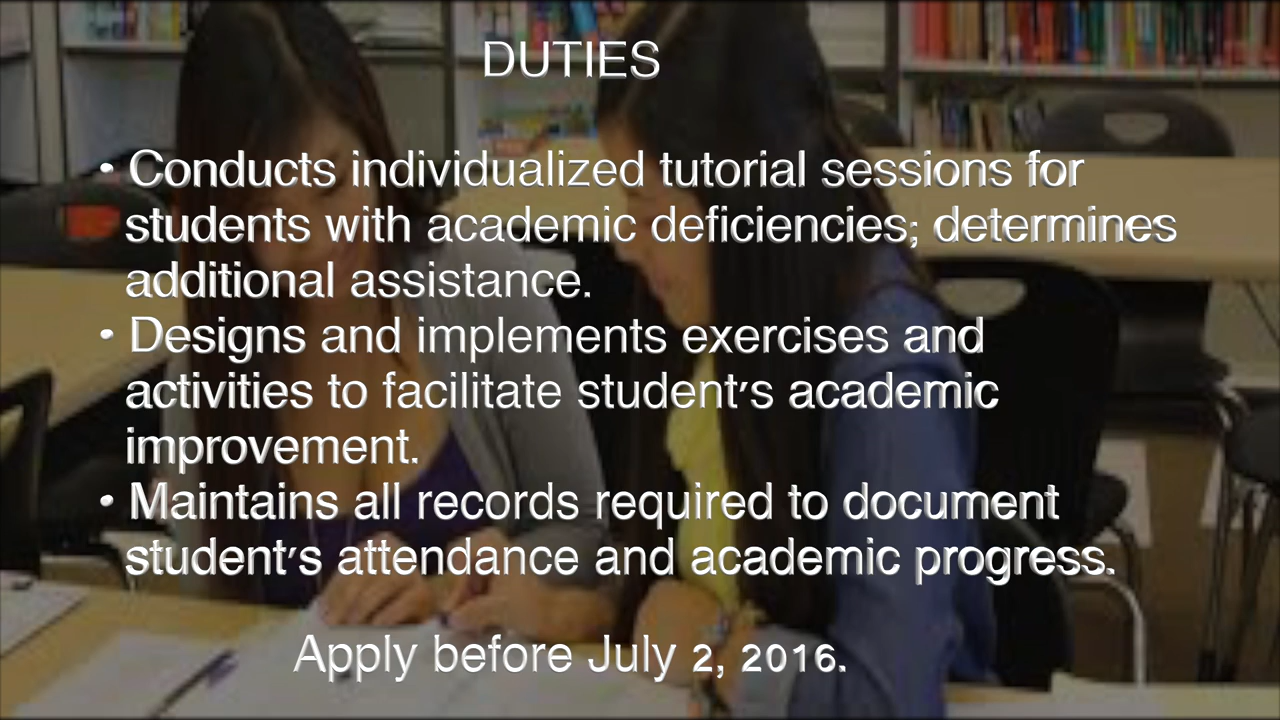 DUTIES
• Conducts individualized tutorial sessions for
students with academic deficiencies; determines
additional assistance.
• Designs and implements exercises and
activities to facilitate student's academic
improvement.
• Maintains all records required to document
student's attendance and academic progress.
Apply before July 2, 2016.